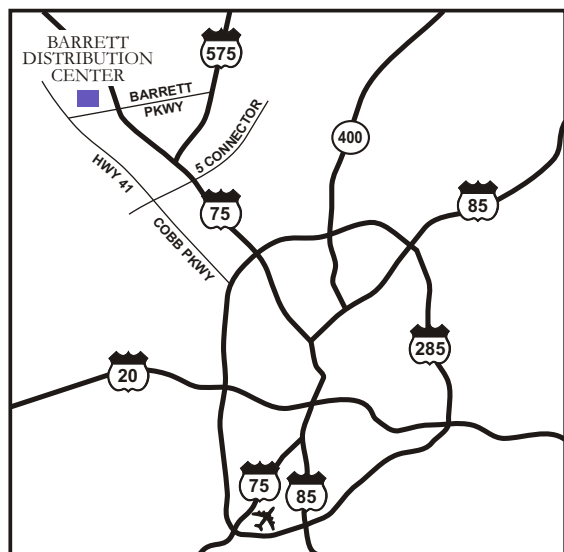 BARRETT
DISTRIBUTION
CENTER
575
BARRETT
PKWY
5 CONNECTOR
400
HWY 41
75
85
COBB PKWY
285
20
75
85